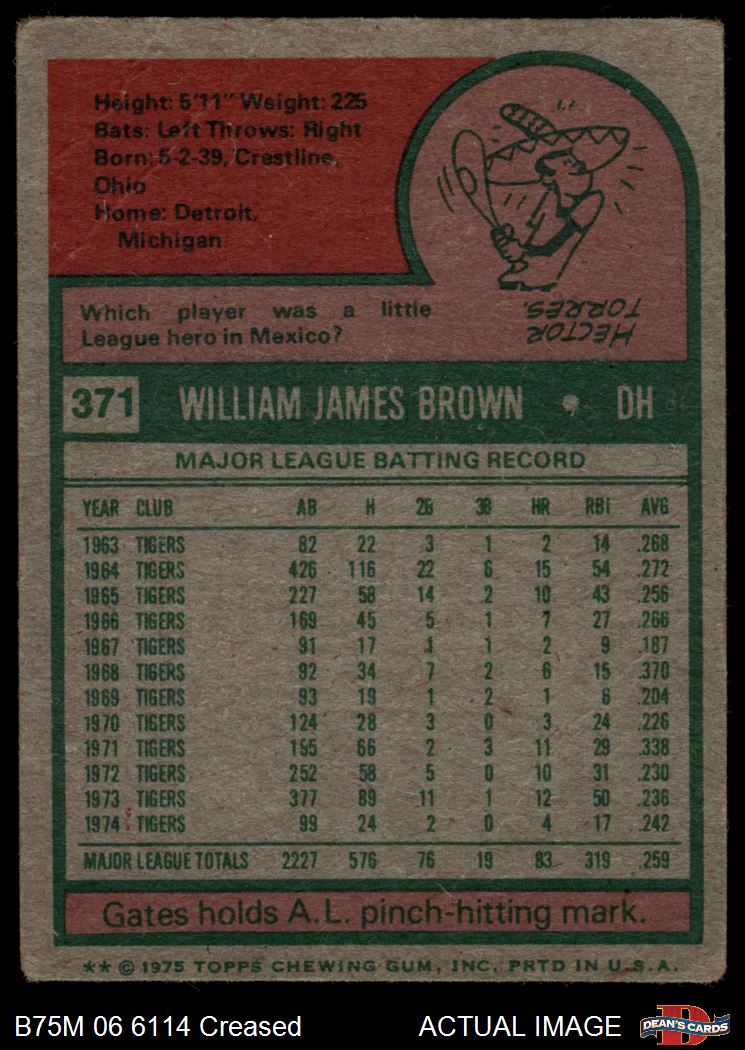 Height: 5'11" Weight: 225
Bats: Left Throws: Right
Born: 5-2-39, Crestline,
Ohio
Home: Detroit,
Michigan
Which player was a little
League hero in Mexico?
HECTOR
TORRES.
371 WILLIAM JAMES BROWN • DH
MAJOR LEAGUE BATTING RECORD
YEAR CLUB AB H 2B 3B HR RBI AVG
1963 TIGERS 82 22 3 1 2 14 .268
1964 TIGERS 426 116 22 6 15 54 .272
1965 TIGERS 227 58 14 2 10 43 .256
1966 TIGERS 169 45 5 1 7 27 .266
1967 TIGERS 91 17 1 1 2 9 .187
1968 TIGERS 92 34 7 2 6 15 .370
1969 TIGERS 93 19 1 2 1 6 .204
1970 TIGERS 124 28 3 0 3 24 .226
1971 TIGERS 195 66 2 3 11 29 .338
1972 TIGERS 252 58 5 0 10 31 .230
1973 TIGERS 377 89 11 1 12 50 .236
1974 TIGERS 99 24 2 0 4 17 .242
MAJOR LEAGUE TOTALS 2227 576 76 19 83 319 .259
Gates holds A.L. pinch-hitting mark.
** © 1975 TOPPS CHEWING GUM, INC. PRTD IN U.S.A.
B75M 06 6114 Creased ACTUAL IMAGE
D
DEAN'S CARDS